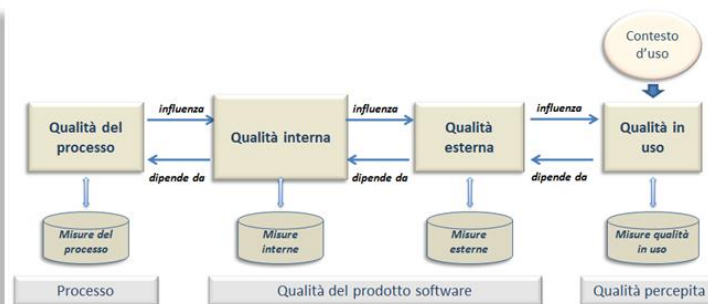 Contesto
d'uso
influenza
influenza
influenza
Qualità del
processo
Qualità interna
Qualità
esterna
Qualità in
uso
dipende da
dipende da
dipende da
Misure del
processo
Misure
interne
Misure
esterne
Misure qualità
in uso
Processo
Qualità del prodotto software
Qualità percepita